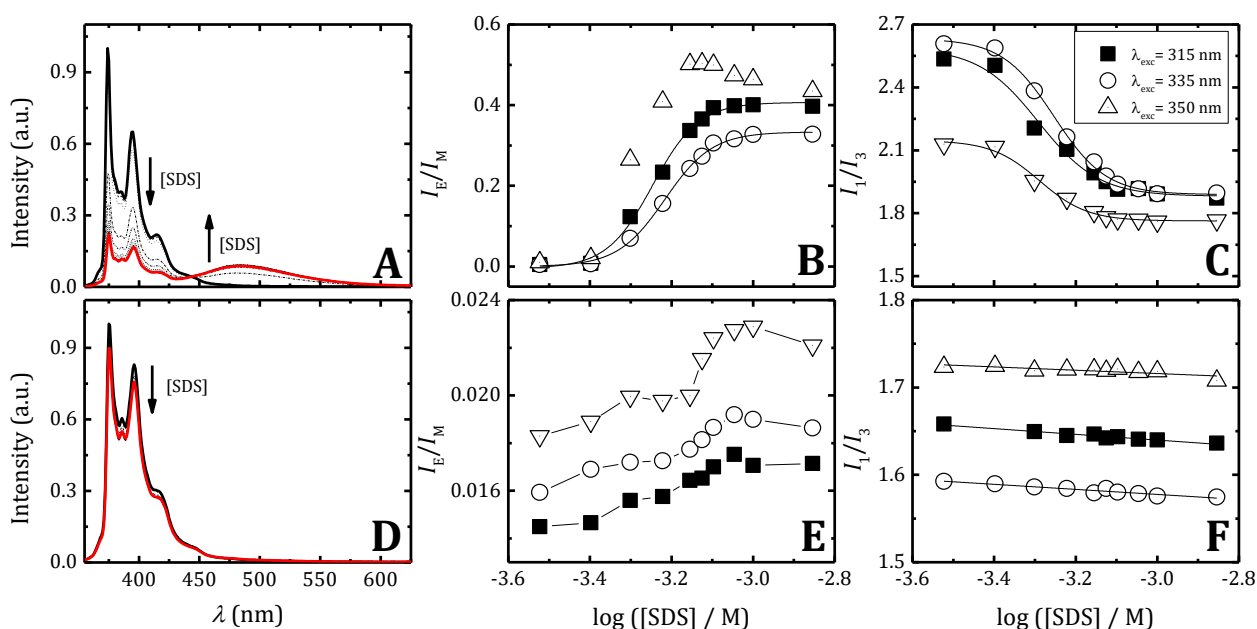 Intensity (a.u.)
0.0
0.3
0.6
0.9
[SDS]
[SDS]
A
I_E/I_M
0.0
0.2
0.4
0.6
B
I_1/I_3
1.5
1.8
2.1
2.4
2.7
λ_exc= 315 nm
λ_exc= 335 nm
λ_exc= 350 nm
C
Intensity (a.u.)
0.0
0.3
0.6
0.9
[SDS]
D
400 450 500 550 600
λ (nm)
I_E/I_M
0.016
0.020
0.024
E
-3.6 -3.4 -3.2 -3.0 -2.8
log ([SDS] / M)
I_1/I_3
1.5
1.6
1.7
1.8
F
-3.6 -3.4 -3.2 -3.0 -2.8
log ([SDS] / M)